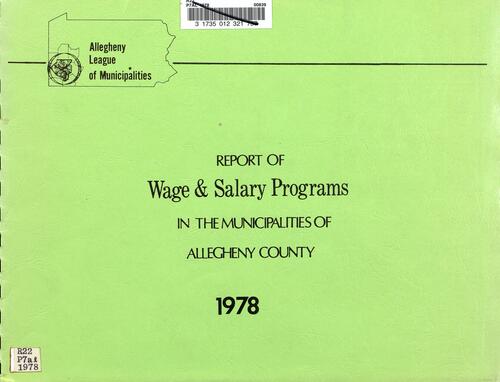 Allegheny
League
of Municipalities
3 1735 012 321
REPORT OF
Wage & Salary Programs
IN THE MUNICIPALITIES OF
ALLEGHENY COUNTY
1978
R22
1978